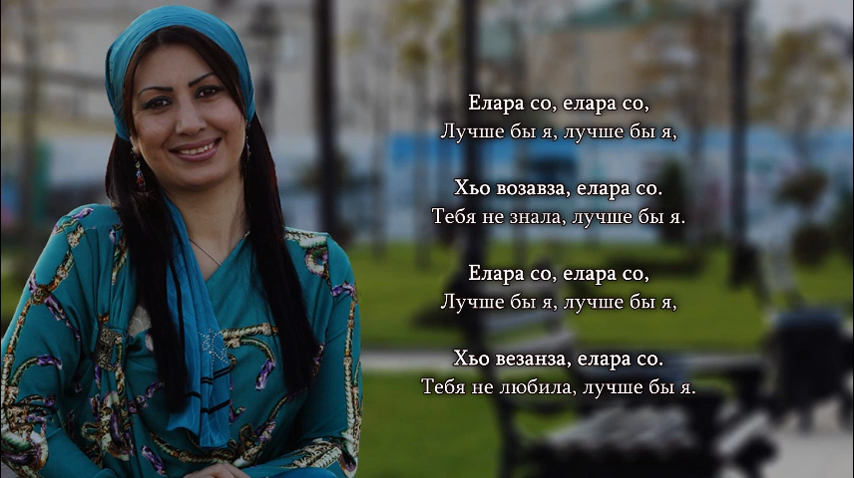 Елара со, елара со,
Лучше бы я, лучше бы я,
Хьо возавза, елара со.
Тебя не знала, лучше бы я.
Елара со, елара со,
Лучше бы я, лучше бы я,
Хьо везанза, елара со.
Тебя не любила, лучше бы я.